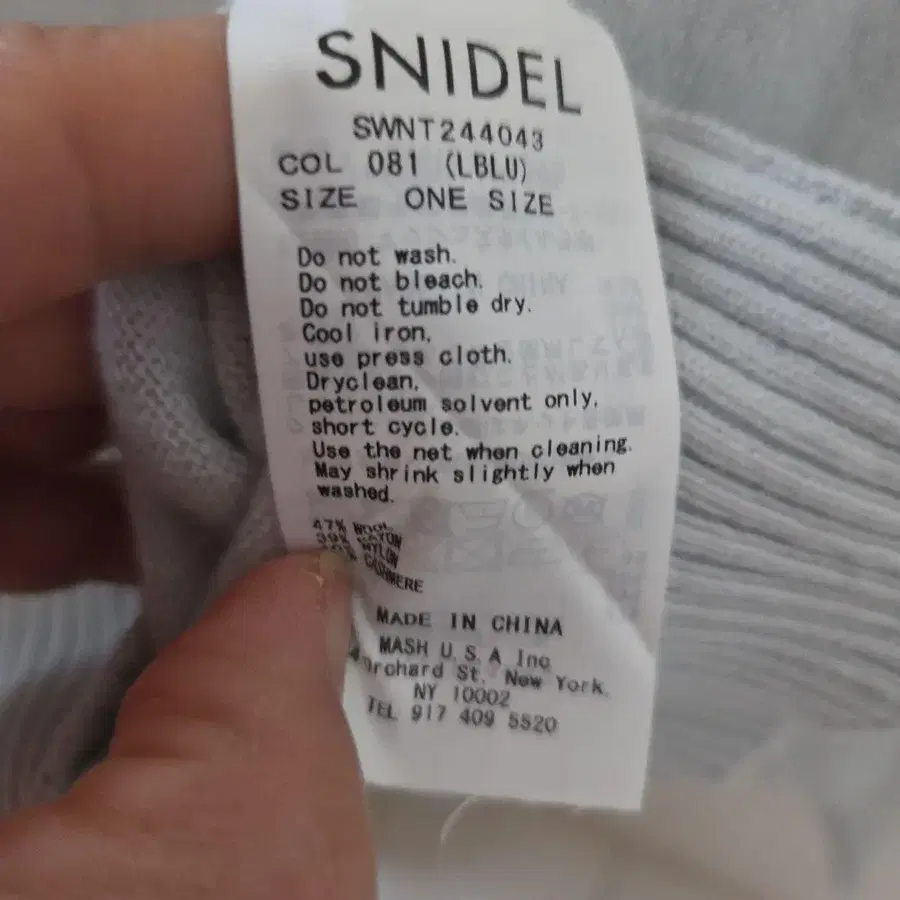 SNIDEL
SWNT244043
COL 081 (LBLU)
SIZE ONE SIZE
Do not wash.
Do not bleach.
Do not tumble dry.
Cool iron.
use press cloth.
Dryclean.
petroleum solvent only.
short cycle.
Use the net when cleaning.
May shrink slightly when
washed.
47% WOOL
39% RAYON
NYLON
CASHMERE
MADE IN CHINA
MASH U.S.A Inc
Orchard St. New York.
NY 10002
TEL 917 409 5520